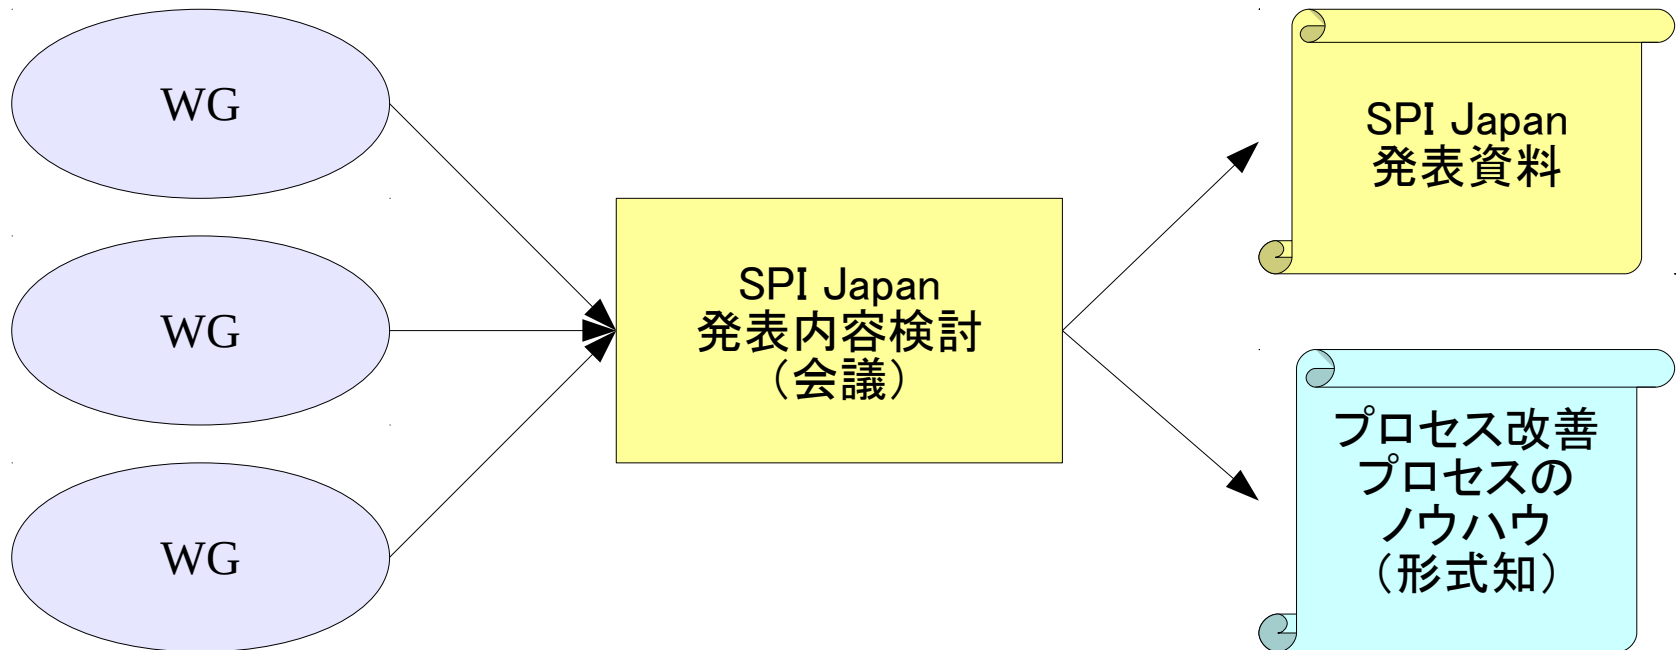 WG
WG
WG
SPI Japan
発表内容検討
（会議）
SPI Japan
発表資料
プロセス改善
プロセスの
ノウハウ
（形式知）